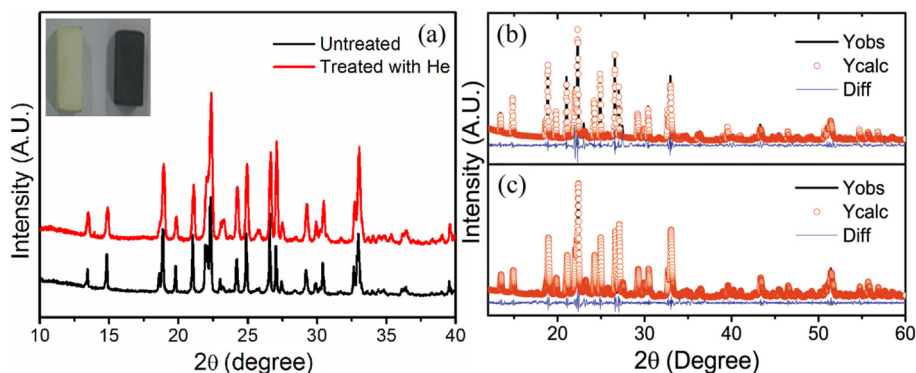 (a)
Untreated
Treated with He
Intensity (A.U.)
10 15 20 25 30 35 40
2θ (degree)
(b)
Yobs
Ycalc
Diff
(c)
Yobs
Ycalc
Diff
Intensity (A.U.)
20 30 40 50 60
2θ (Degree)